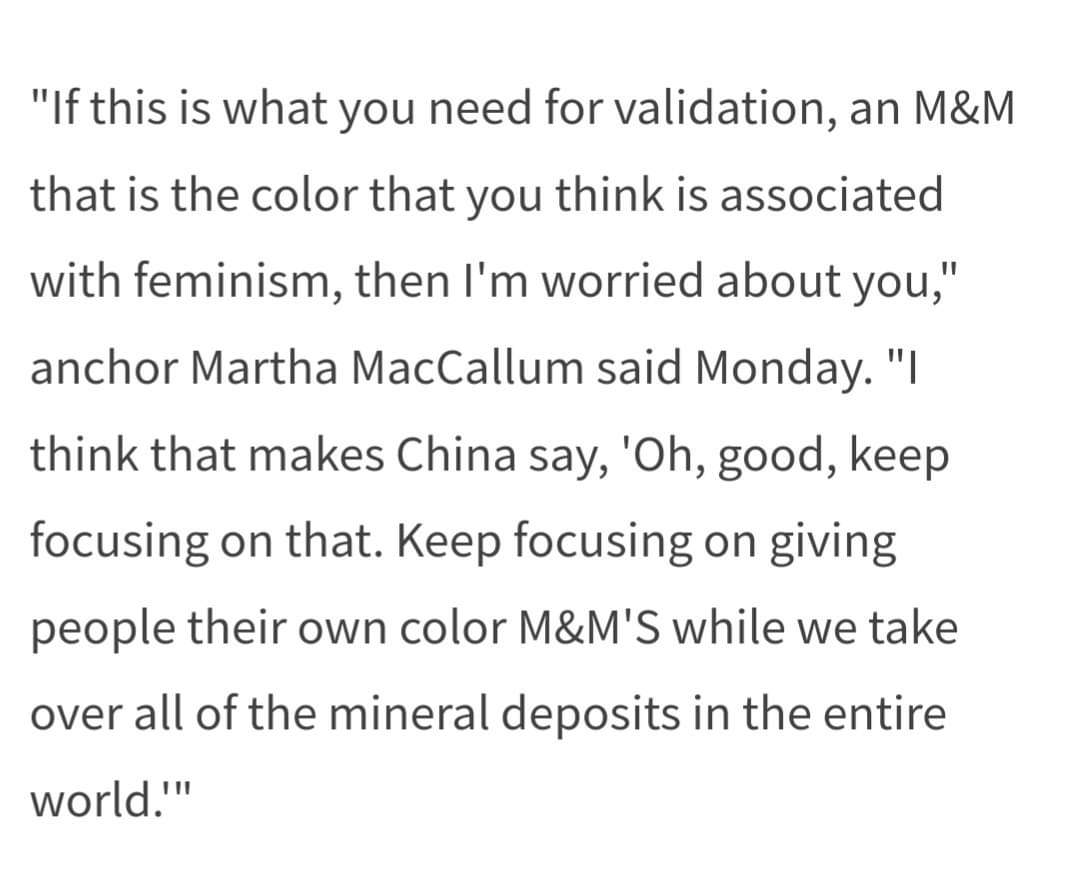 "If this is what you need for validation, an M&M
that is the color that you think is associated
with feminism, then I'm worried about you,"
anchor Martha MacCallum said Monday. "I
think that makes China say, 'Oh, good, keep
focusing on that. Keep focusing on giving
people their own color M&M'S while we take
over all of the mineral deposits in the entire
world.'"